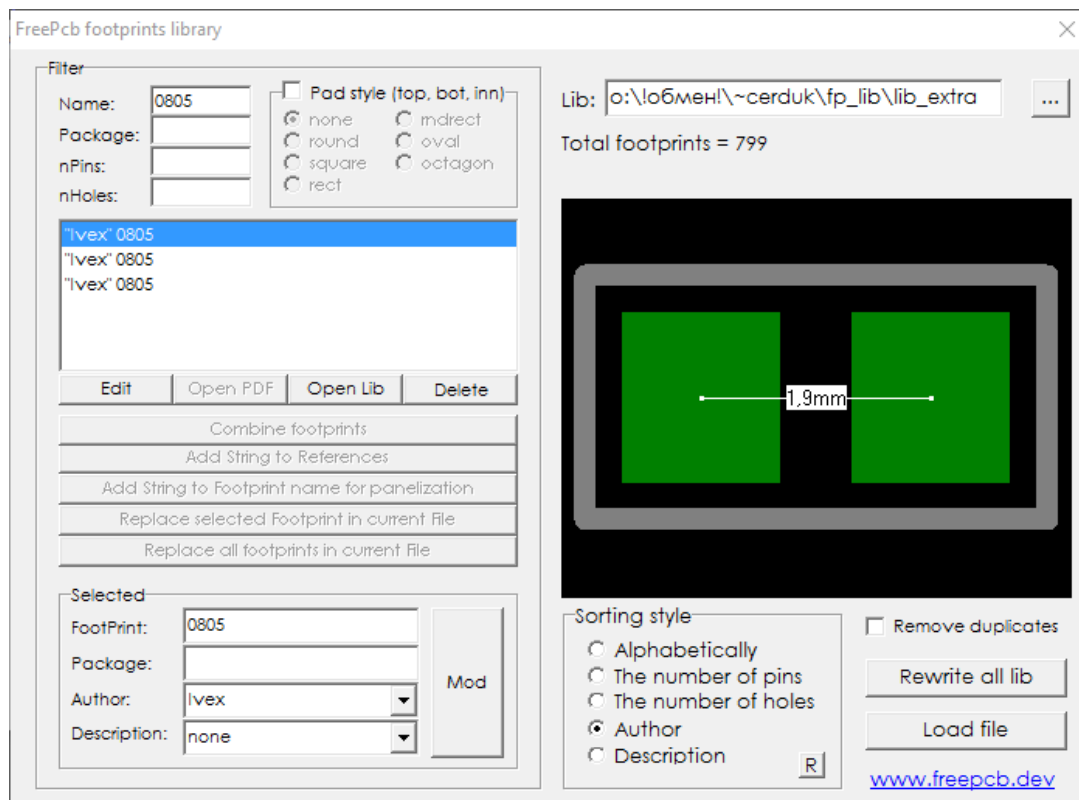 FreePcb footprints library
Filter
Name: 0805
Package:
nPins:
nHoles:
Pad style (top, bot, inn)
none mdrect
round oval
square octagon
rect
"Ivex" 0805
"Ivex" 0805
"Ivex" 0805
Edit Open PDF Open Lib Delete
Combine footprints
Add String to References
Add String to Footprint name for panelization
Replace selected Footprint in current File
Replace all footprints in current File
Selected
FootPrint: 0805
Package:
Author: Ivex
Description: none
Mod
Lib: o:\!обмен!\~cerduk\fp_lib\lib_extra ...
Total footprints = 799
1,9mm
Sorting style
Alphabetically
The number of pins
The number of holes
Author
Description
R
Remove duplicates
Rewrite all lib
Load file
www.freepcb.dev